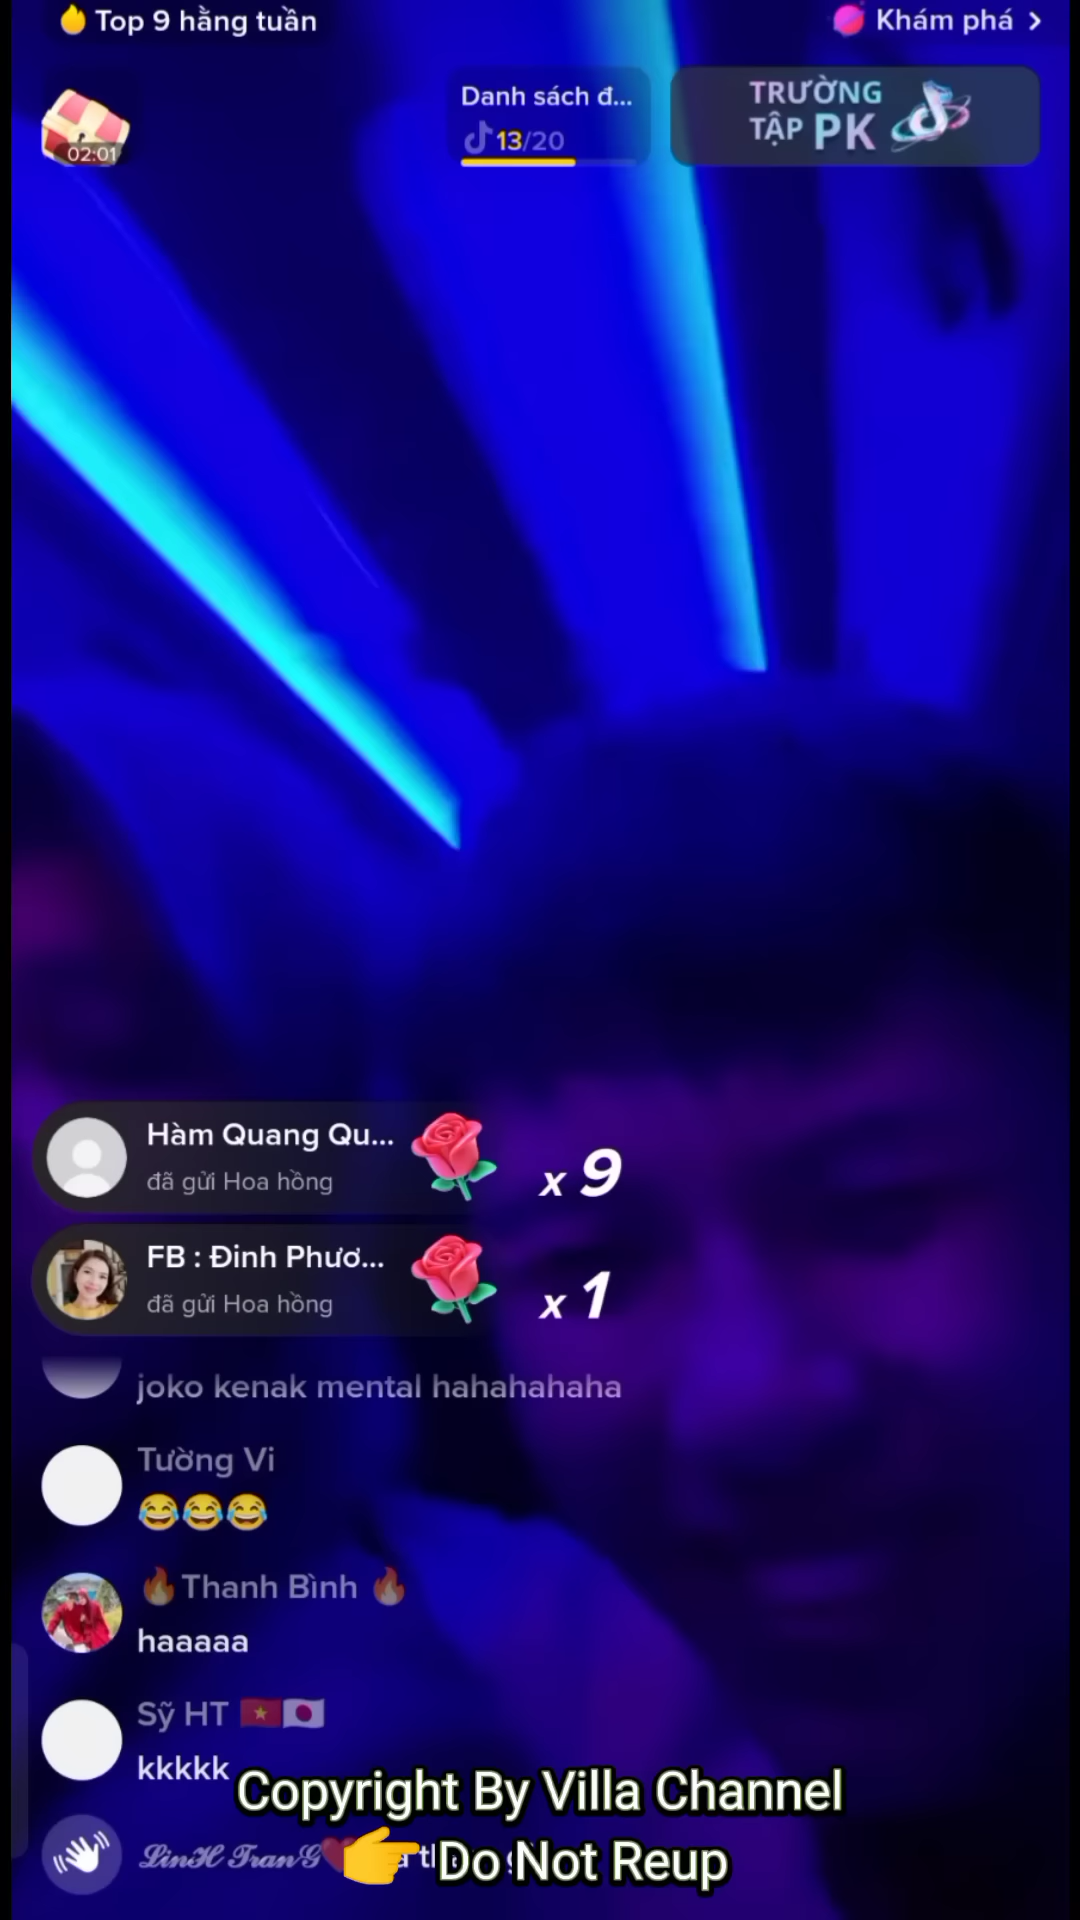 Top 9 hằng tuần
Khám phá
02:01
Danh sách đ...
13/20
TRƯỜNG
TẬP PK
Hàm Quang Qu...
đã gửi Hoa hồng
x 9
FB : Đinh Phươ...
đã gửi Hoa hồng
x 1
joko kenak mental hahahahaha
Tường Vi
😂😂😂
🔥Thanh Bình 🔥
haaaaa
Sỹ HT 🇻🇳🇯🇵
kkkkk
Copyright By Villa Channel
𝓛𝓲𝓷𝓗 𝓣𝓻𝓪𝓷𝓖
👉Do Not Reup